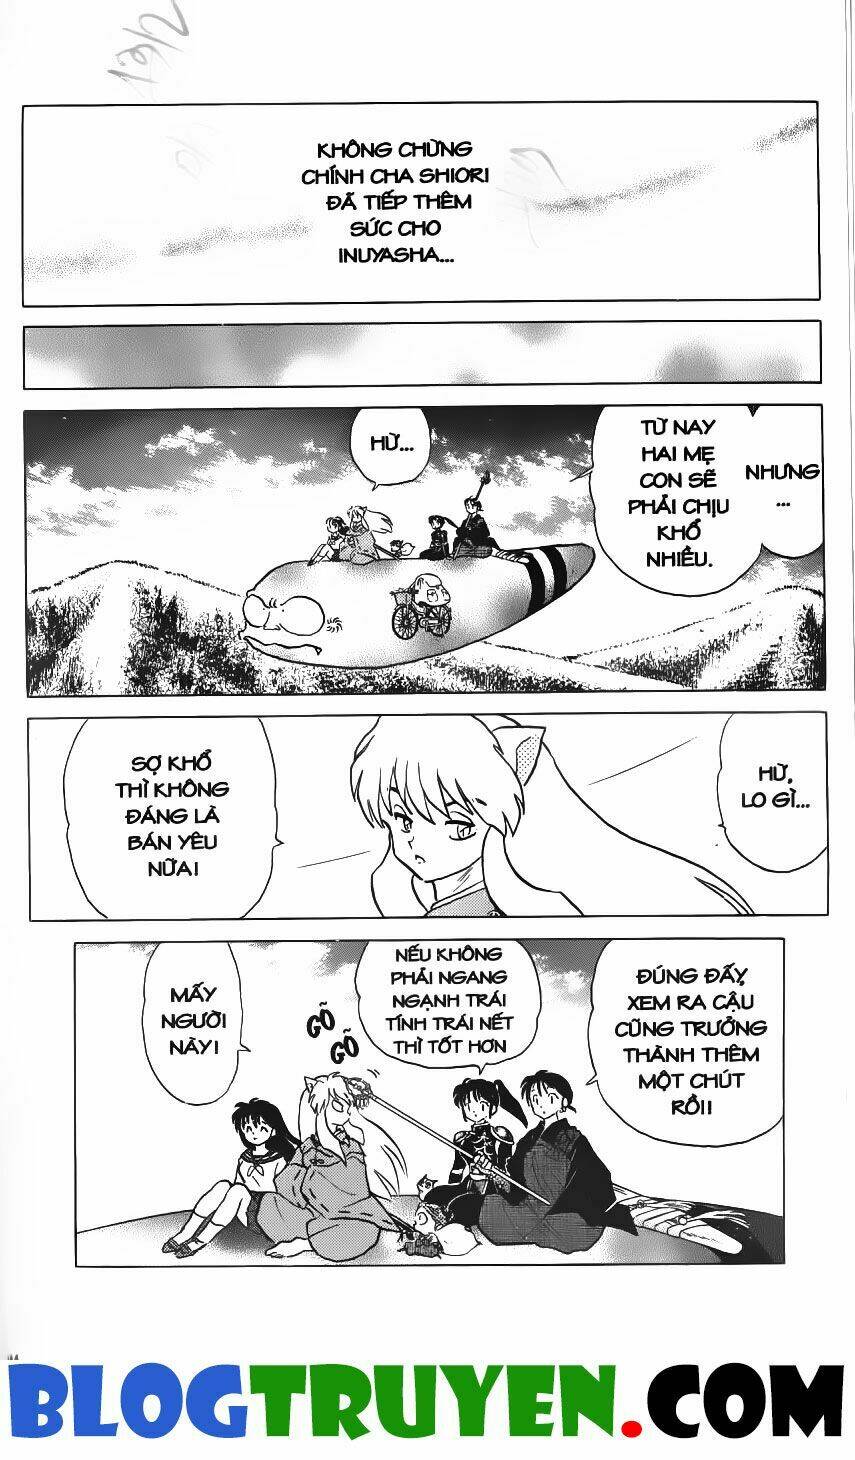 KHÔNG CHỪNG
CHÍNH CHA SHIORI
ĐÃ TIẾP THÊM
SỨC CHO
INUYASHA...
NHƯNG
...
TỪ NAY
HAI MẸ
CON SẼ
PHẢI CHỊU
KHỔ
NHIỀU.
HỪ...
HỪ,
LO GÌ...
SỢ KHỔ
THÌ KHÔNG
ĐÁNG LÀ
BÁN YÊU
NỮA!
ĐÚNG ĐẤY,
XEM RA CẬU
CŨNG TRƯỞNG
THÀNH THÊM
MỘT CHÚT
RỒI!
NẾU KHÔNG
PHẢI NGANG
NGẠNH TRÁI
TÍNH TRÁI NẾT
THÌ TỐT HƠN
GÕ
GÕ
MẤY
NGƯỜI
NÀY!
BLOGTRUYEN.COM